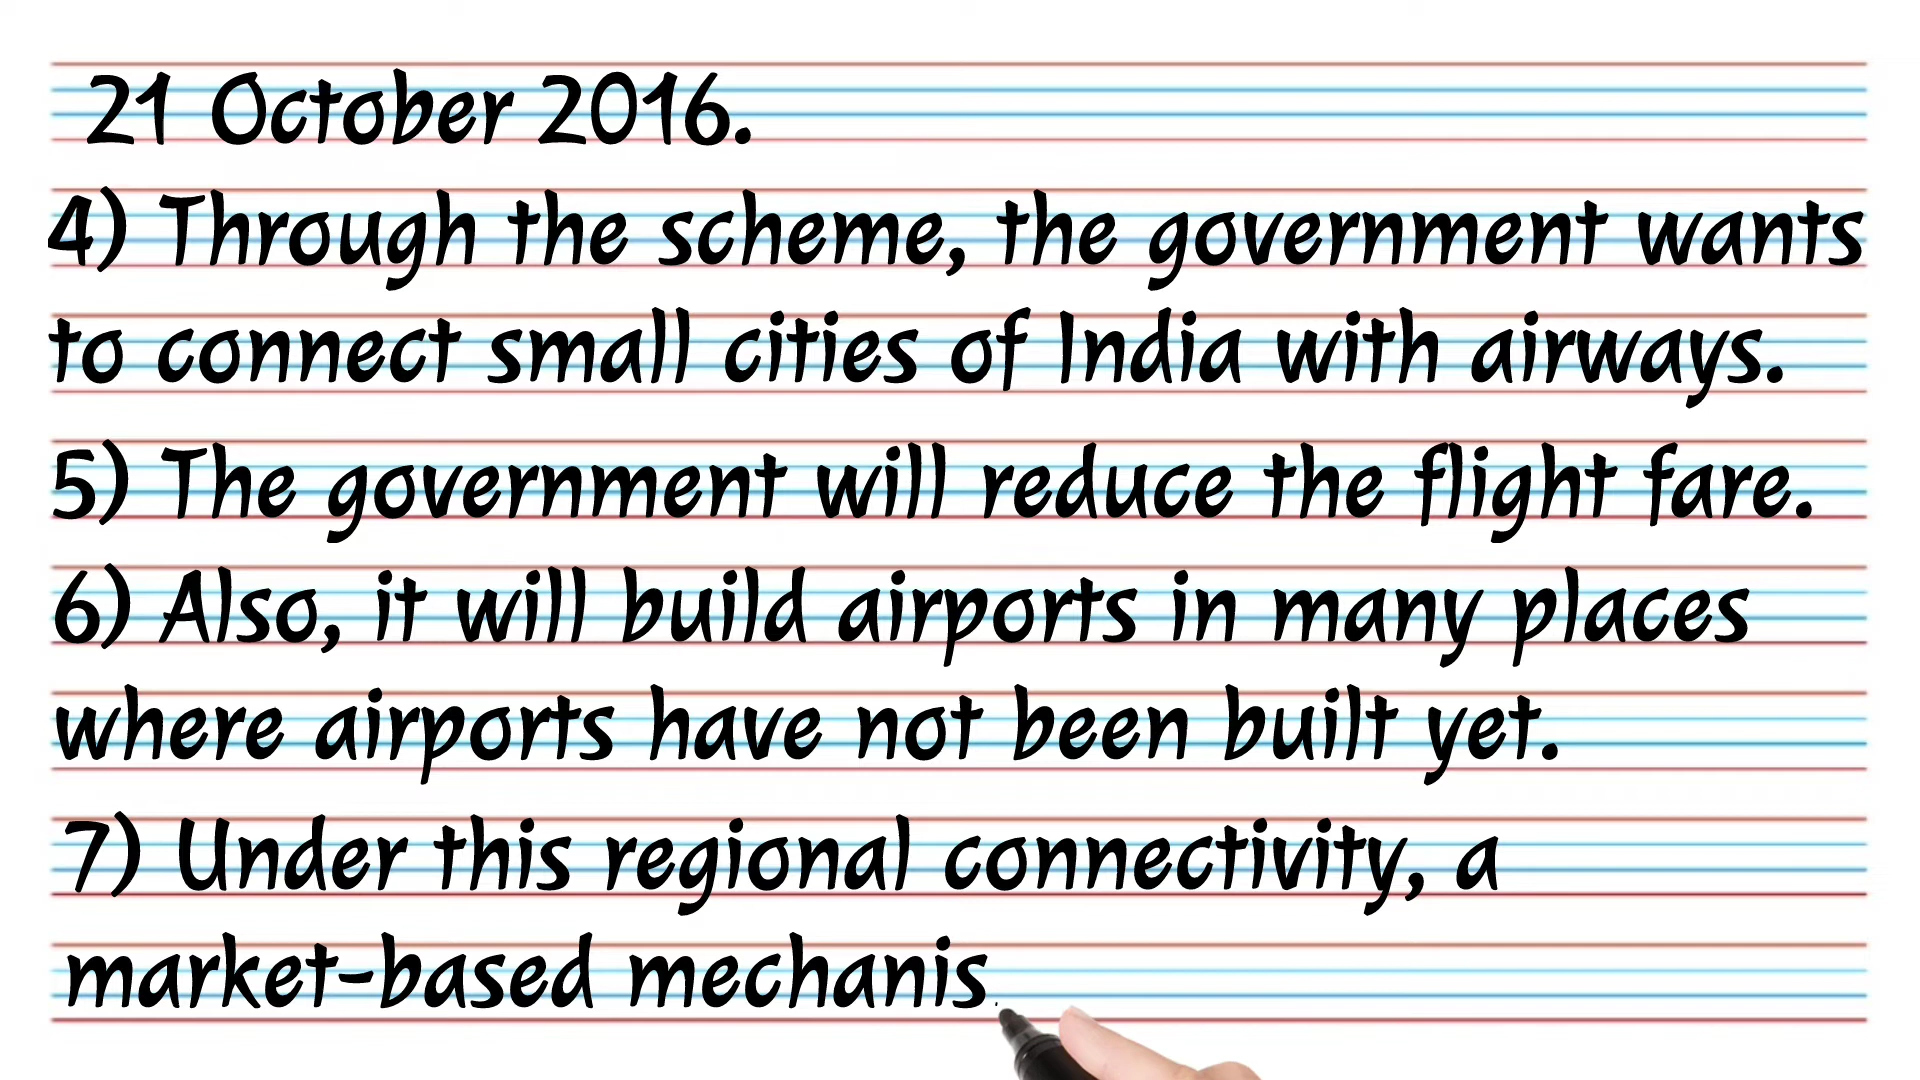 21 October 2016.
4) Through the scheme, the government wants
to connect small cities of India with airways.
5) The government will reduce the flight fare.
6) Also, it will build airports in many places
where airports have not been built yet.
7) Under this regional connectivity, a
market-based mechanis